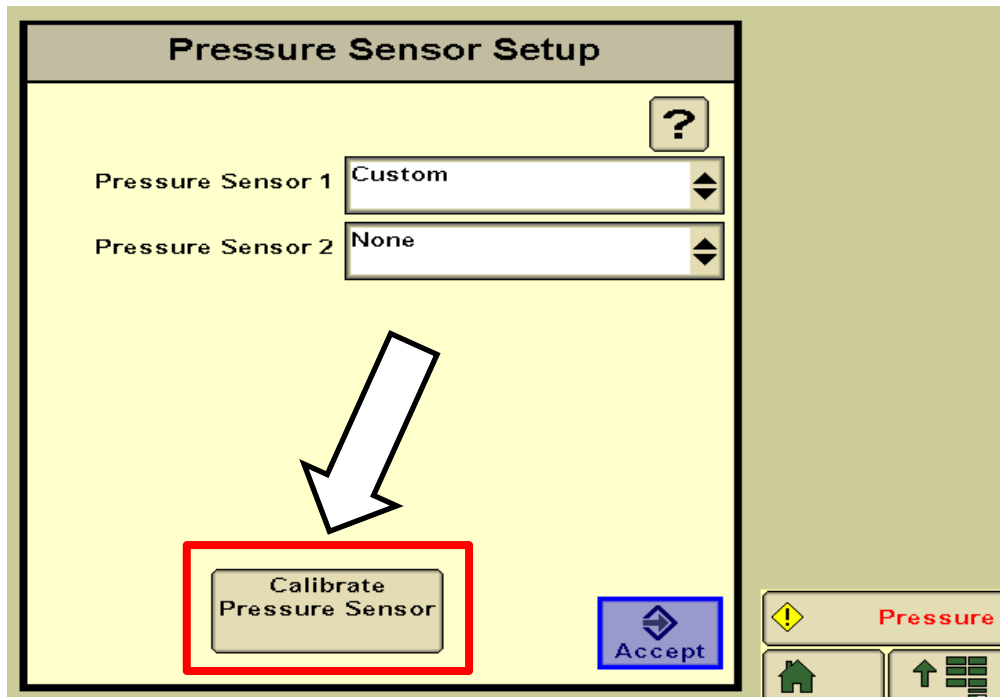 Pressure Sensor Setup
?
Pressure Sensor 1 Custom
Pressure Sensor 2 None
Calibrate
Pressure Sensor
Accept
Pressure